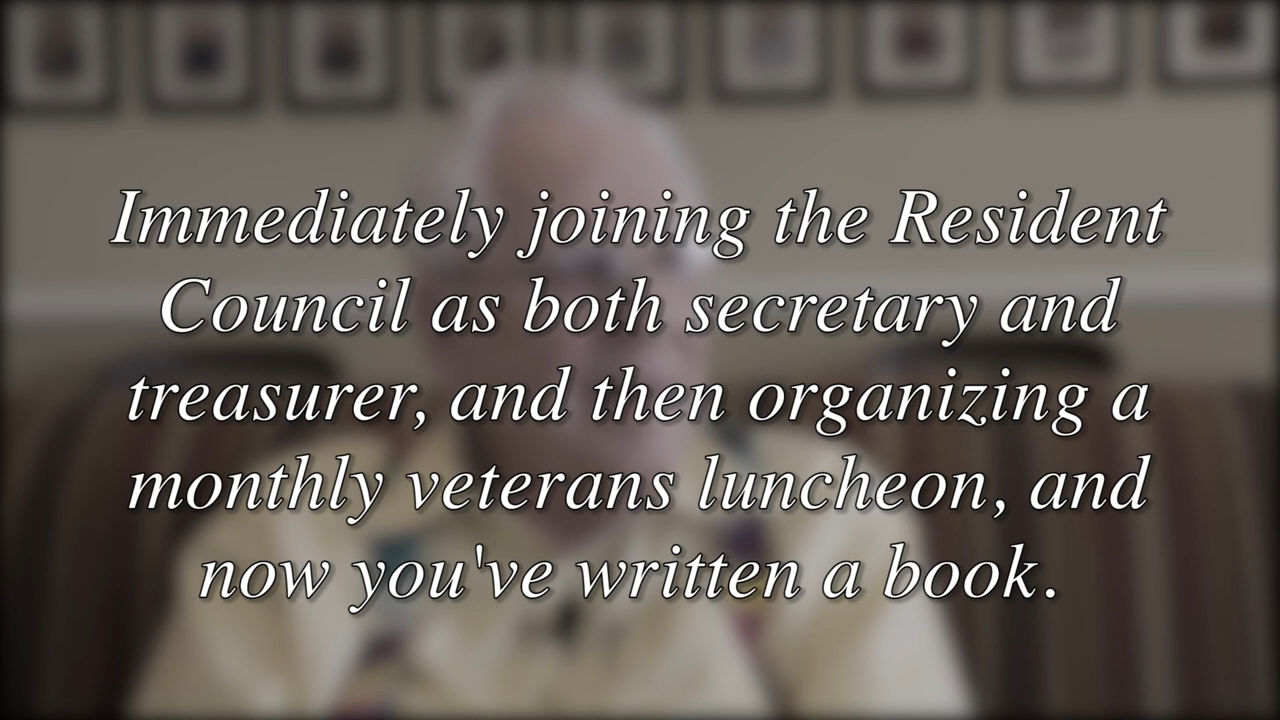 Immediately joining the Resident
Council as both secretary and
treasurer, and then organizing a
monthly veterans luncheon, and
now you've written a book.